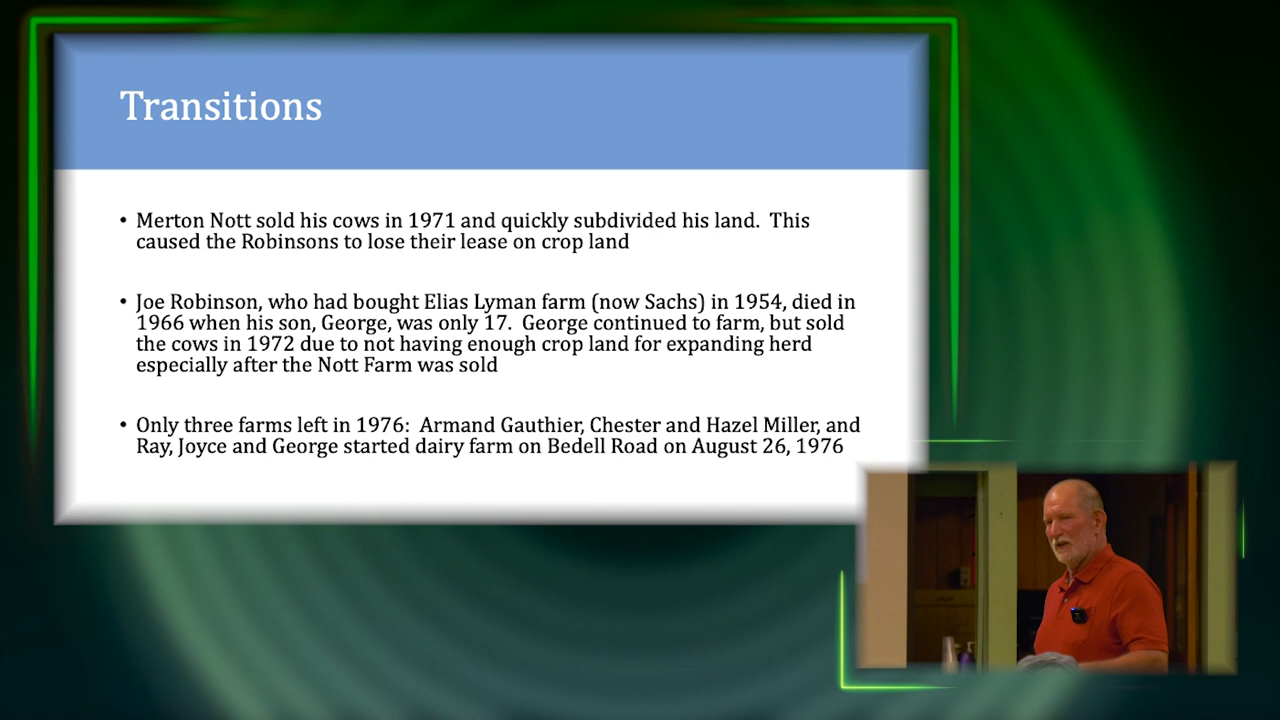 Transitions
• Merton Nott sold his cows in 1971 and quickly subdivided his land.  This
caused the Robinsons to lose their lease on crop land
• Joe Robinson, who had bought Elias Lyman farm (now Sachs) in 1954, died in
1966 when his son, George, was only 17.  George continued to farm, but sold
the cows in 1972 due to not having enough crop land for expanding herd
especially after the Nott Farm was sold
• Only three farms left in 1976:  Armand Gauthier, Chester and Hazel Miller, and
Ray, Joyce and George started dairy farm on Bedell Road on August 26, 1976